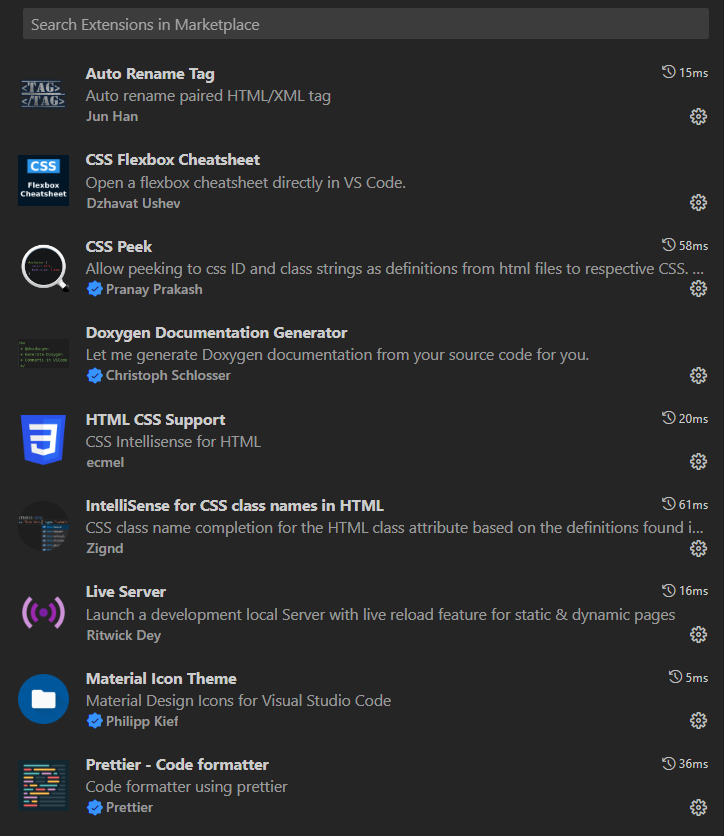 Search Extensions in Marketplace
Auto Rename Tag 15ms
<TAG>
</TAG>
Auto rename paired HTML/XML tag
Jun Han
CSS Flexbox Cheatsheet
CSS
Flexbox
Cheatsheet
Open a flexbox cheatsheet directly in VS Code.
Dzhavat Ushev
CSS Peek 58ms
Allow peeking to css ID and class strings as definitions from html files to respective CSS. ...
Pranay Prakash
Doxygen Documentation Generator
Let me generate Doxygen documentation from your source code for you.
Christoph Schlosser
HTML CSS Support 20ms
CSS Intellisense for HTML
ecmel
IntelliSense for CSS class names in HTML 61ms
CSS class name completion for the HTML class attribute based on the definitions found i...
Zignd
Live Server 16ms
Launch a development local Server with live reload feature for static & dynamic pages
Ritwick Dey
Material Icon Theme 5ms
Material Design Icons for Visual Studio Code
Philipp Kief
Prettier - Code formatter 36ms
Code formatter using prettier
Prettier